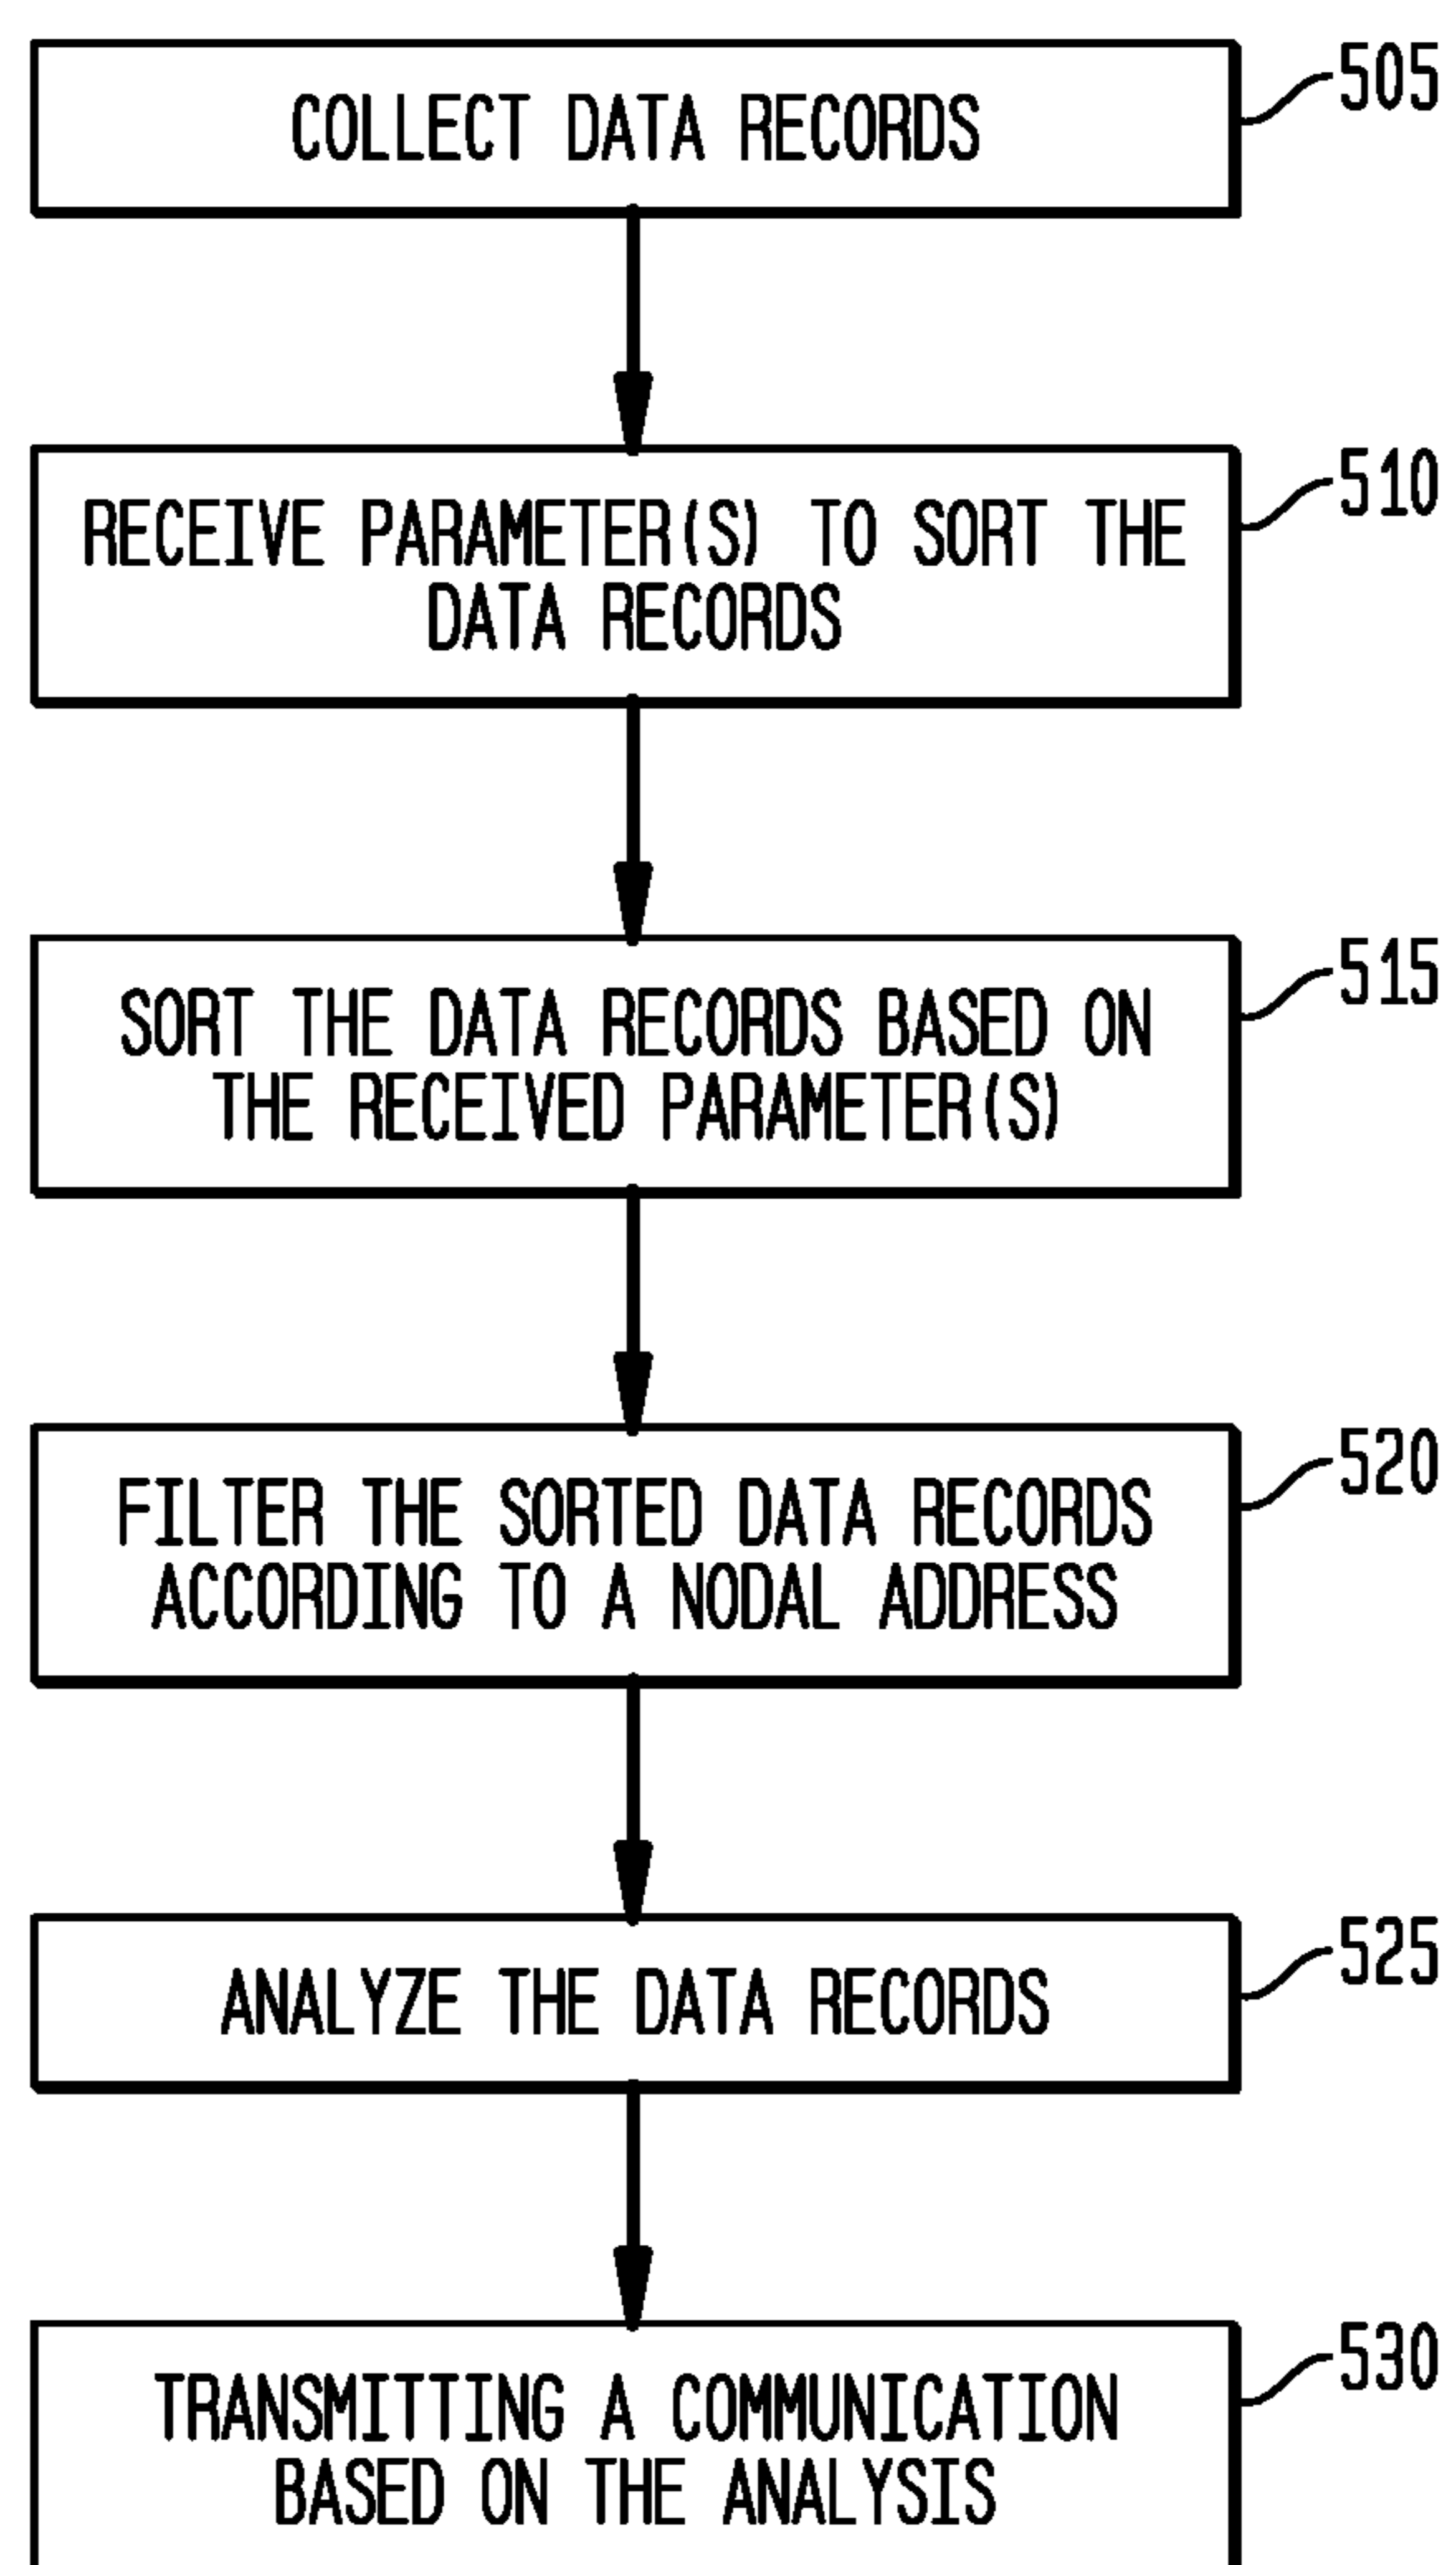 COLLECT DATA RECORDS
505
RECEIVE PARAMETER(S) TO SORT THE
DATA RECORDS
510
SORT THE DATA RECORDS BASED ON
THE RECEIVED PARAMETER(S)
515
FILTER THE SORTED DATA RECORDS
ACCORDING TO A NODAL ADDRESS
520
ANALYZE THE DATA RECORDS
525
TRANSMITTING A COMMUNICATION
BASED ON THE ANALYSIS
530